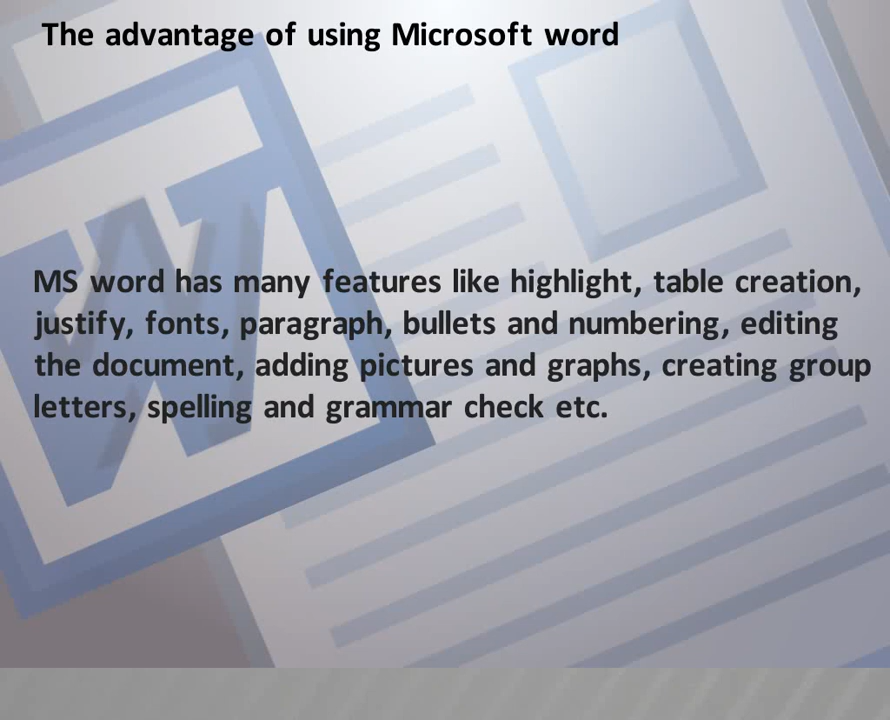 The advantage of using Microsoft word
MS word has many features like highlight, table creation,
justify, fonts, paragraph, bullets and numbering, editing
the document, adding pictures and graphs, creating group
letters, spelling and grammar check etc.